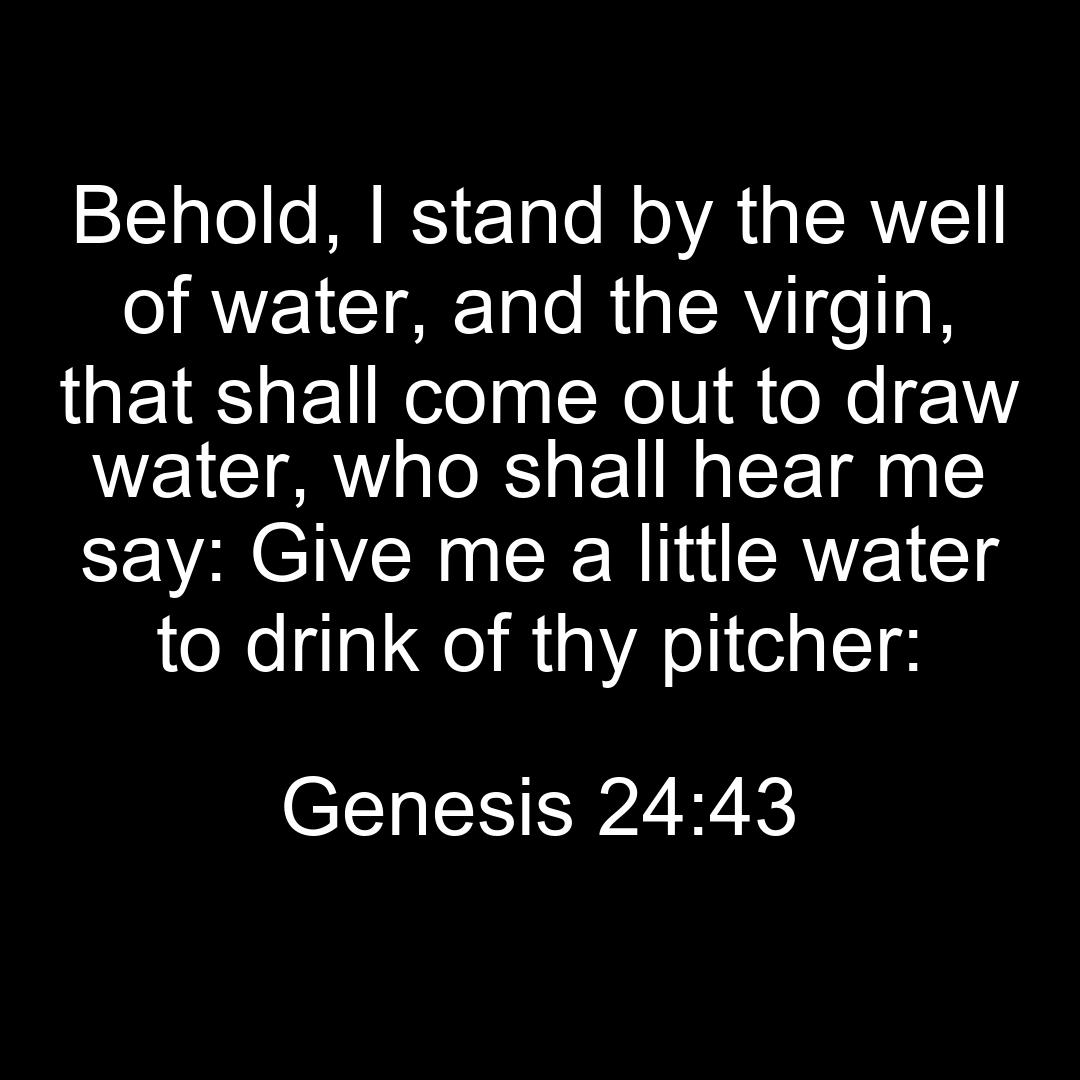 Behold, I stand by the well
of water, and the virgin,
that shall come out to draw
water, who shall hear me
say: Give me a little water
to drink of thy pitcher:
Genesis 24:43